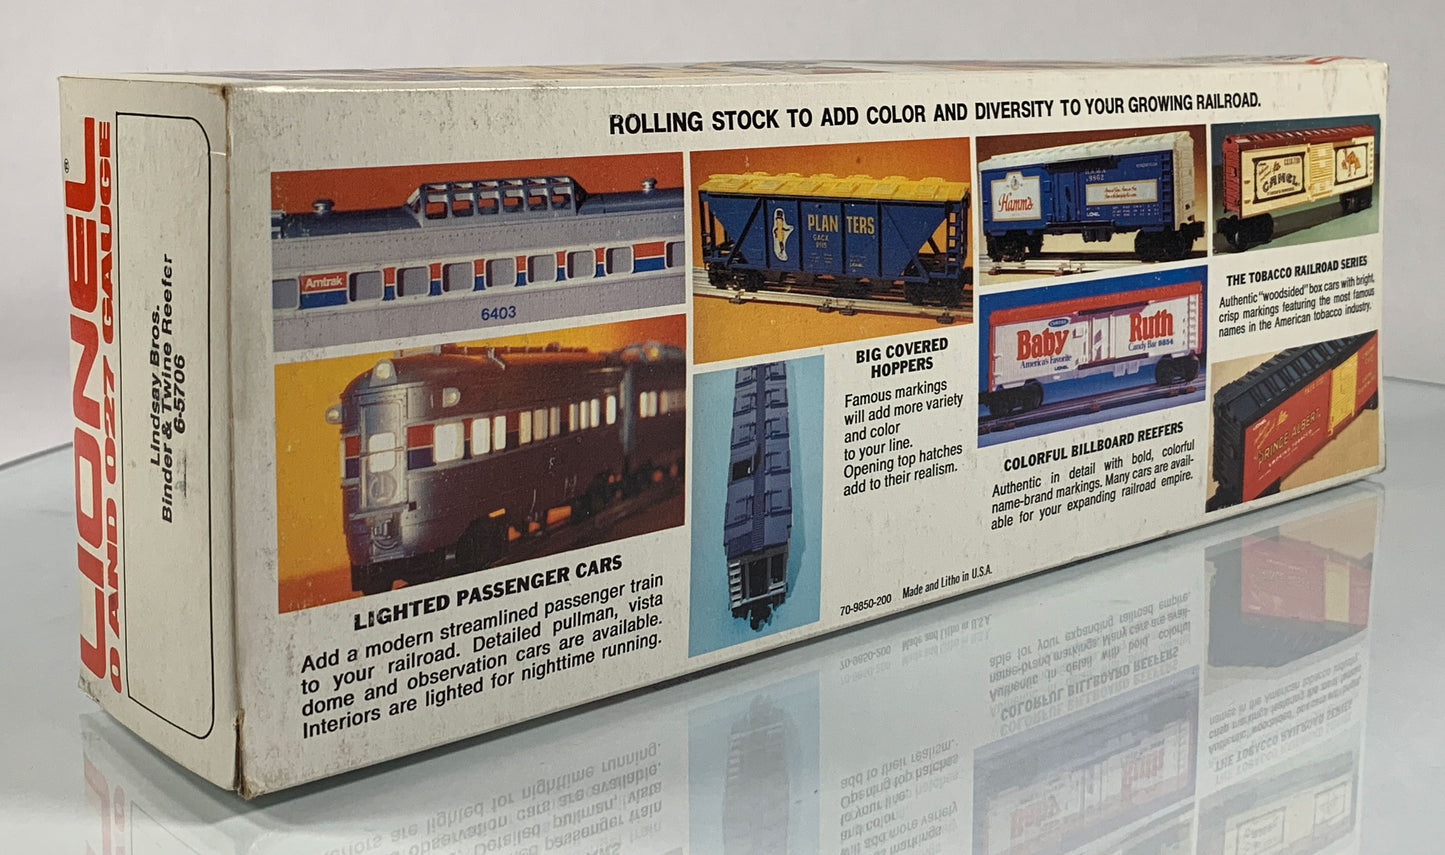 LIONEL®
O AND O27 GAUGE
Lindsay Bros.
Binder & Twine Reefer
6-5706
ROLLING STOCK TO ADD COLOR AND DIVERSITY TO YOUR GROWING RAILROAD.
Amtrak
6403
LIGHTED PASSENGER CARS
Add a modern streamlined passenger train
to your railroad. Detailed pullman, vista
dome and observation cars are available.
Interiors are lighted for nighttime running.
PLANTERS
GACX
LIONEL
BIG COVERED
HOPPERS
Famous markings
will add more variety
and color
to your line.
Opening top hatches
add to their realism.
70-9850-200 Made and Litho in U.S.A.
Hamm's
9862
LIONEL
CURTISS
Baby Ruth
America's Favorite
Candy Bar 9854
LIONEL
COLORFUL BILLBOARD REEFERS
Authentic in detail with bold, colorful
name-brand markings. Many cars are avail-
able for your expanding railroad empire.
CAMEL
THE TOBACCO RAILROAD SERIES
Authentic "woodsided" box cars with bright,
crisp markings featuring the most famous
names in the American tobacco industry.
PRINCE ALBERT